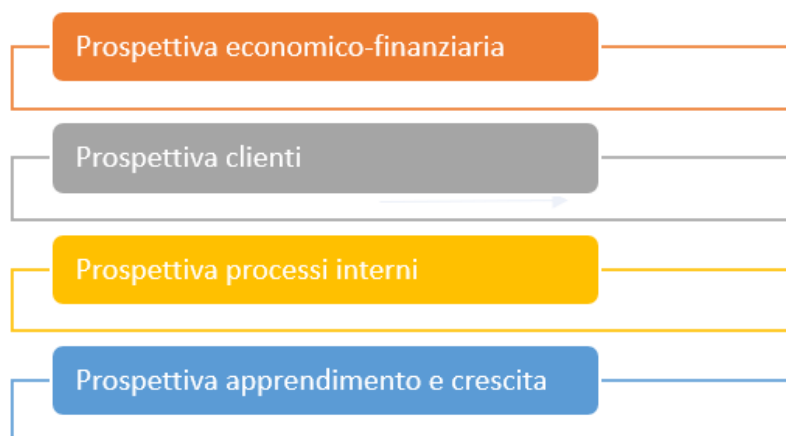 Prospettiva economico-finanziaria
Prospettiva clienti
Prospettiva processi interni
Prospettiva apprendimento e crescita